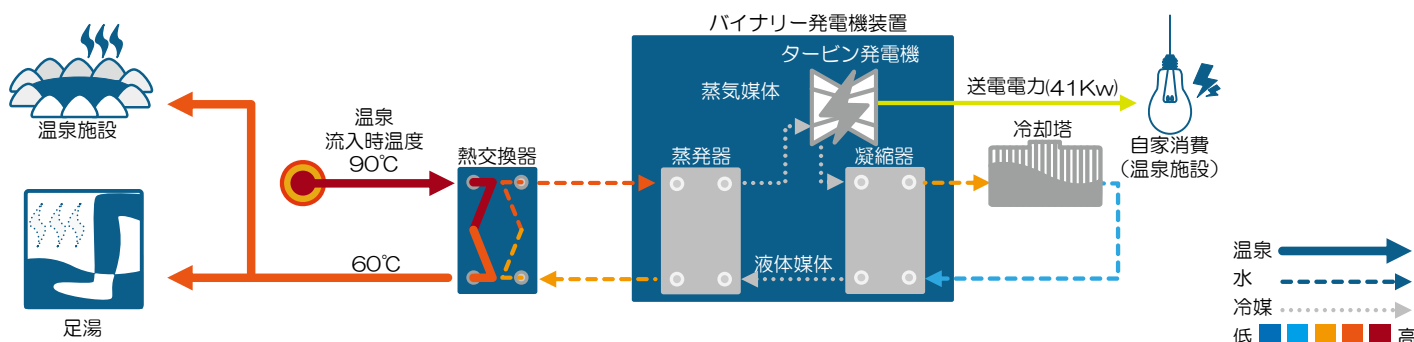 バイナリー発電機装置
タービン発電機
蒸気媒体
送電電力(41Kw)
自家消費
(温泉施設)
冷却塔
温泉施設
温泉
流入時温度
90℃
熱交換器
蒸発器
凝縮器
液体媒体
60℃
足湯
温泉
水
冷媒
低
高